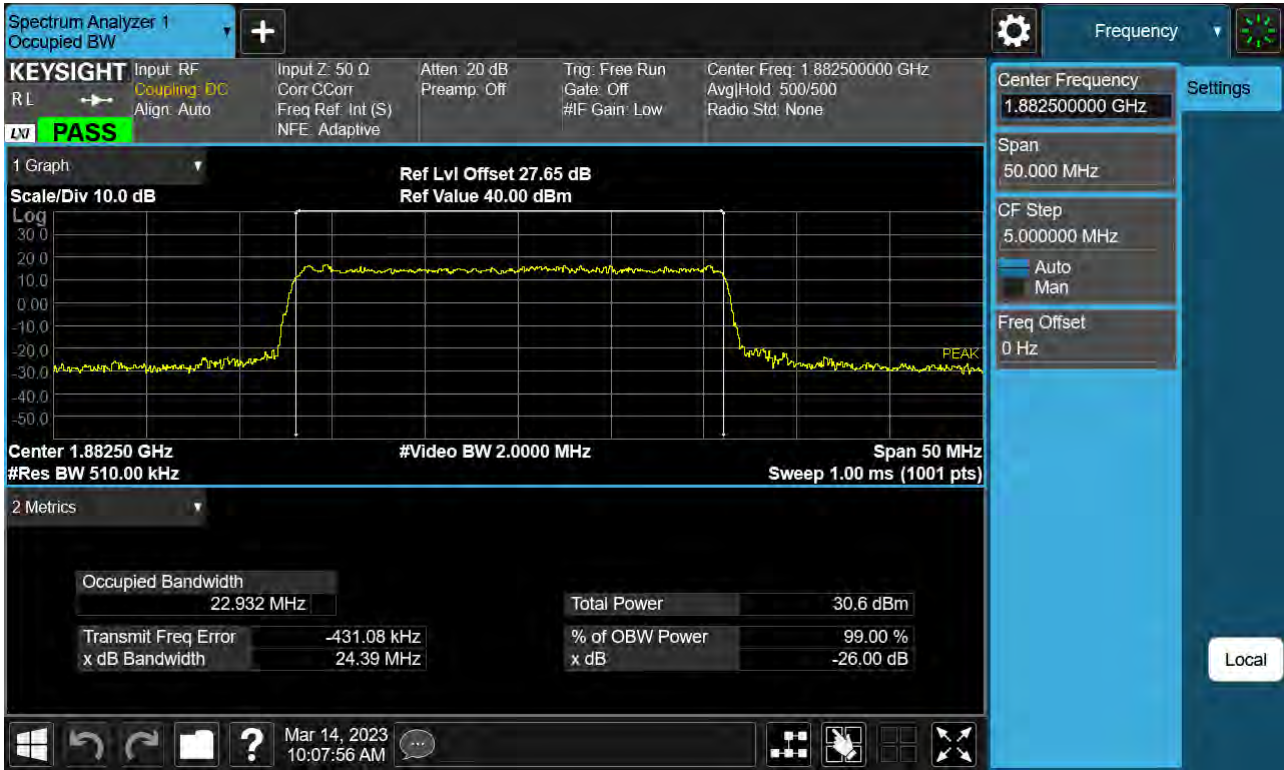 Spectrum Analyzer 1
Occupied BW
Frequency
KEYSIGHT
RL
LXI PASS
Input: RF
Coupling: DC
Align: Auto
Input Z: 50 Ω
Corr CCorr
Freq Ref: Int (S)
NFE: Adaptive
Atten: 20 dB
Preamp: Off
Trig: Free Run
Gate: Off
#IF Gain: Low
Center Freq: 1.882500000 GHz
Avg|Hold: 500/500
Radio Std: None
Center Frequency
1.882500000 GHz
Settings
Span
50.000 MHz
CF Step
5.000000 MHz
Auto
Man
Freq Offset
0 Hz
Local
1 Graph
Ref Lvl Offset 27.65 dB
Scale/Div 10.0 dB
Ref Value 40.00 dBm
Log
30.0
20.0
10.0
0.00
-10.0
-20.0
PEAK
-30.0
-40.0
-50.0
Center 1.88250 GHz
#Video BW 2.0000 MHz
Span 50 MHz
#Res BW 510.00 kHz
Sweep 1.00 ms (1001 pts)
2 Metrics
Occupied Bandwidth
22.932 MHz
Total Power 30.6 dBm
Transmit Freq Error -431.08 kHz
% of OBW Power 99.00 %
x dB Bandwidth 24.39 MHz
x dB -26.00 dB
Mar 14, 2023
10:07:56 AM